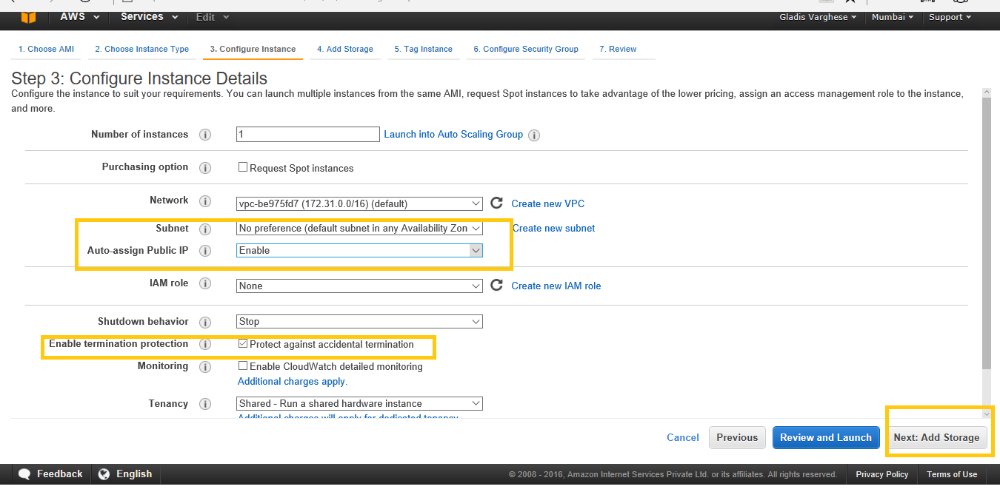 AWS Services Edit Gladis Varghese Mumbai Support
1. Choose AMI 2. Choose Instance Type 3. Configure Instance 4. Add Storage 5. Tag Instance 6. Configure Security Group 7. Review
Step 3: Configure Instance Details
Configure the instance to suit your requirements. You can launch multiple instances from the same AMI, request Spot instances to take advantage of the lower pricing, assign an access management role to the instance,
and more.
Number of instances 1 Launch into Auto Scaling Group
Purchasing option Request Spot instances
Network vpc-be975fd7 (172.31.0.0/16) (default) Create new VPC
Subnet No preference (default subnet in any Availability Zon Create new subnet
Auto-assign Public IP Enable
IAM role None Create new IAM role
Shutdown behavior Stop
Enable termination protection Protect against accidental termination
Monitoring Enable CloudWatch detailed monitoring
Additional charges apply.
Tenancy Shared - Run a shared hardware instance
Additional charges will apply for dedicated tenancy.
Cancel Previous Review and Launch Next: Add Storage
Feedback English © 2008 - 2016, Amazon Internet Services Private Ltd. or its affiliates. All rights reserved. Privacy Policy Terms of Use